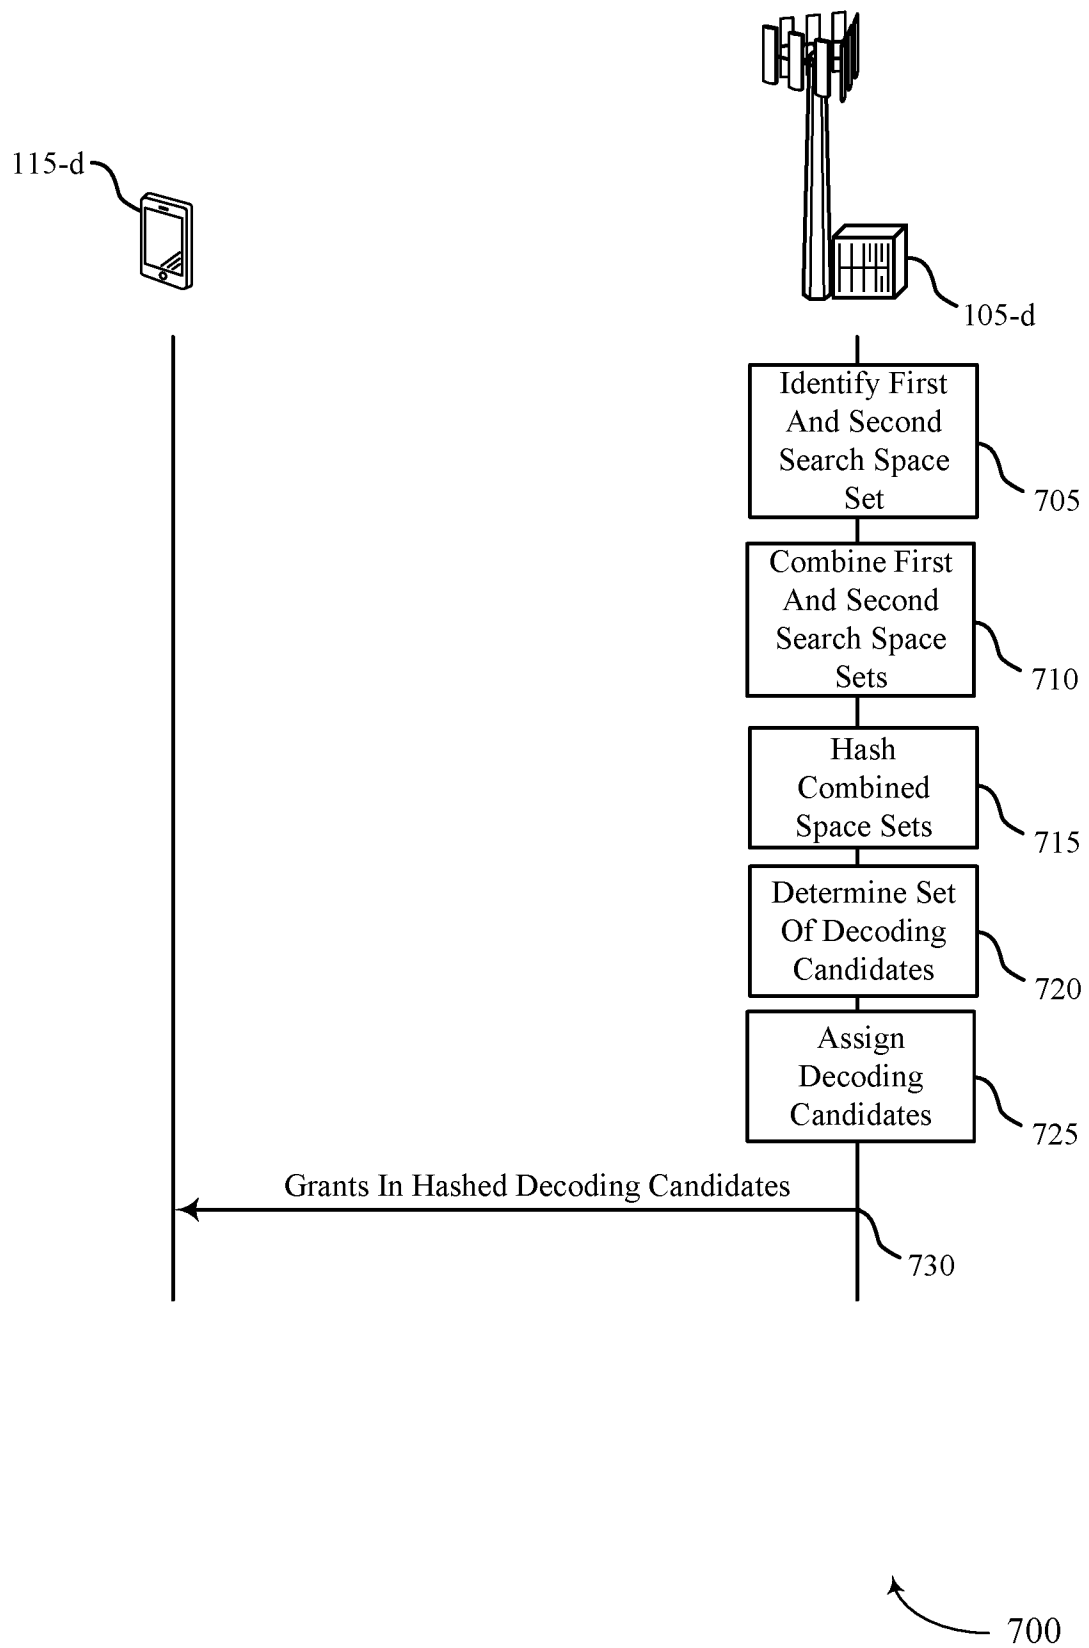 115-d
105-d
Identify First
And Second
Search Space
Set
705
Combine First
And Second
Search Space
Sets
710
Hash
Combined
Space Sets
715
Determine Set
Of Decoding
Candidates
720
Assign
Decoding
Candidates
725
Grants In Hashed Decoding Candidates
730
700